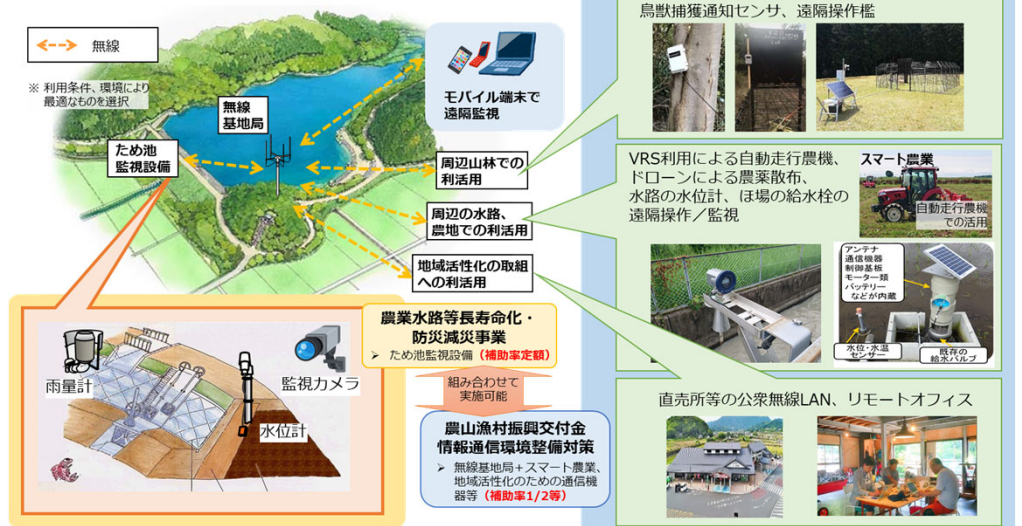 無線
※ 利用条件、環境により
最適なものを選択
無線
基地局
ため池
監視設備
モバイル端末で
遠隔監視
周辺山林での
利活用
周辺の水路、
農地での利活用
地域活性化の取組
への利活用
雨量計
監視カメラ
水位計
農業水路等長寿命化・
防災減災事業
➢ ため池監視設備（補助率定額）
組み合わせて
実施可能
農山漁村振興交付金
情報通信環境整備対策
➢ 無線基地局＋スマート農業、
地域活性化のための通信機
器等（補助率1/2等）
鳥獣捕獲通知センサ、遠隔操作檻
VRS利用による自動走行農機、
ドローンによる農薬散布、
水路の水位計、ほ場の給水栓の
遠隔操作／監視
スマート農業
自動走行農機
での活用
アンテナ
通信機器
制御基板
モーター類
バッテリー
などが内蔵
水位・水温
センサー
既存の
給水バルブ
直売所等の公衆無線LAN、リモートオフィス